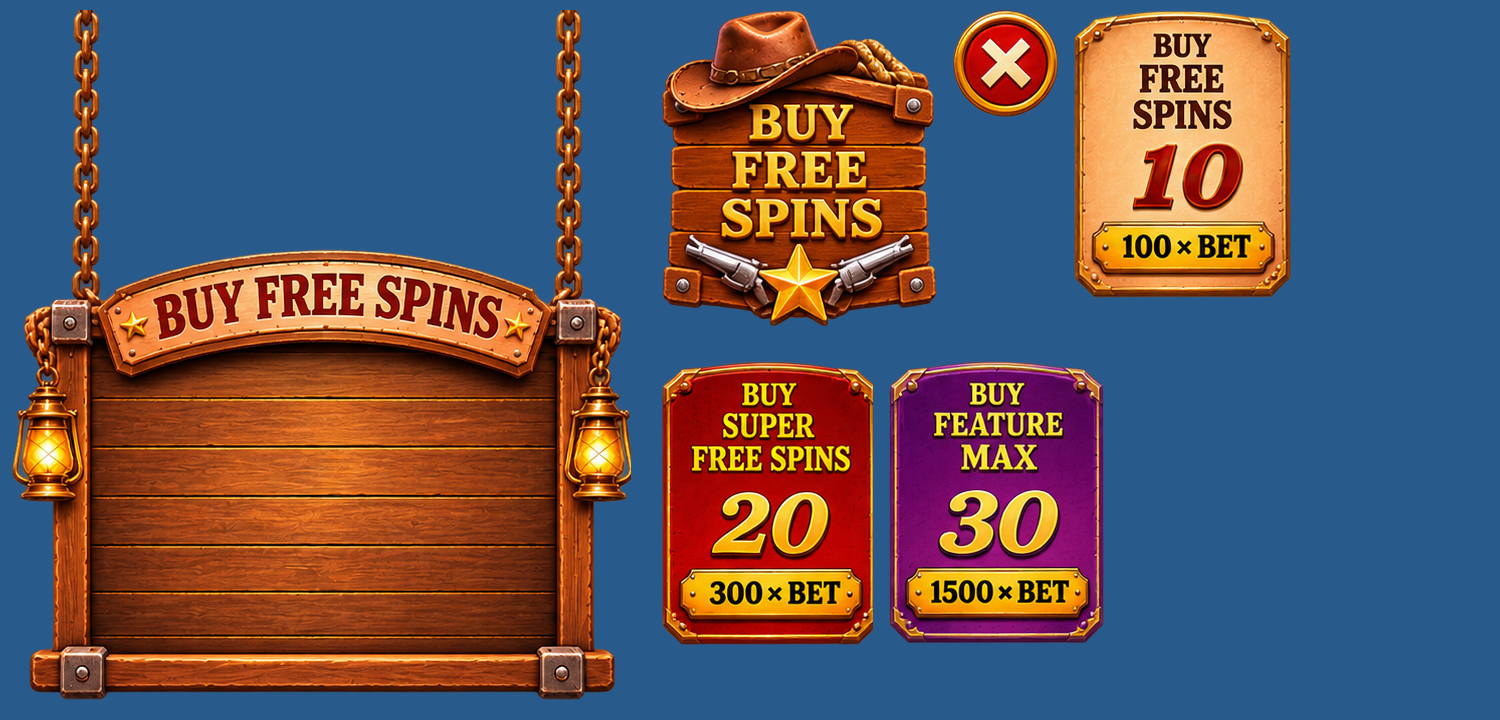 BUY FREE SPINS
BUY
FREE
SPINS
BUY
FREE
SPINS
10
100 × BET
BUY
SUPER
FREE SPINS
20
300 × BET
BUY
FEATURE
MAX
30
1500 × BET